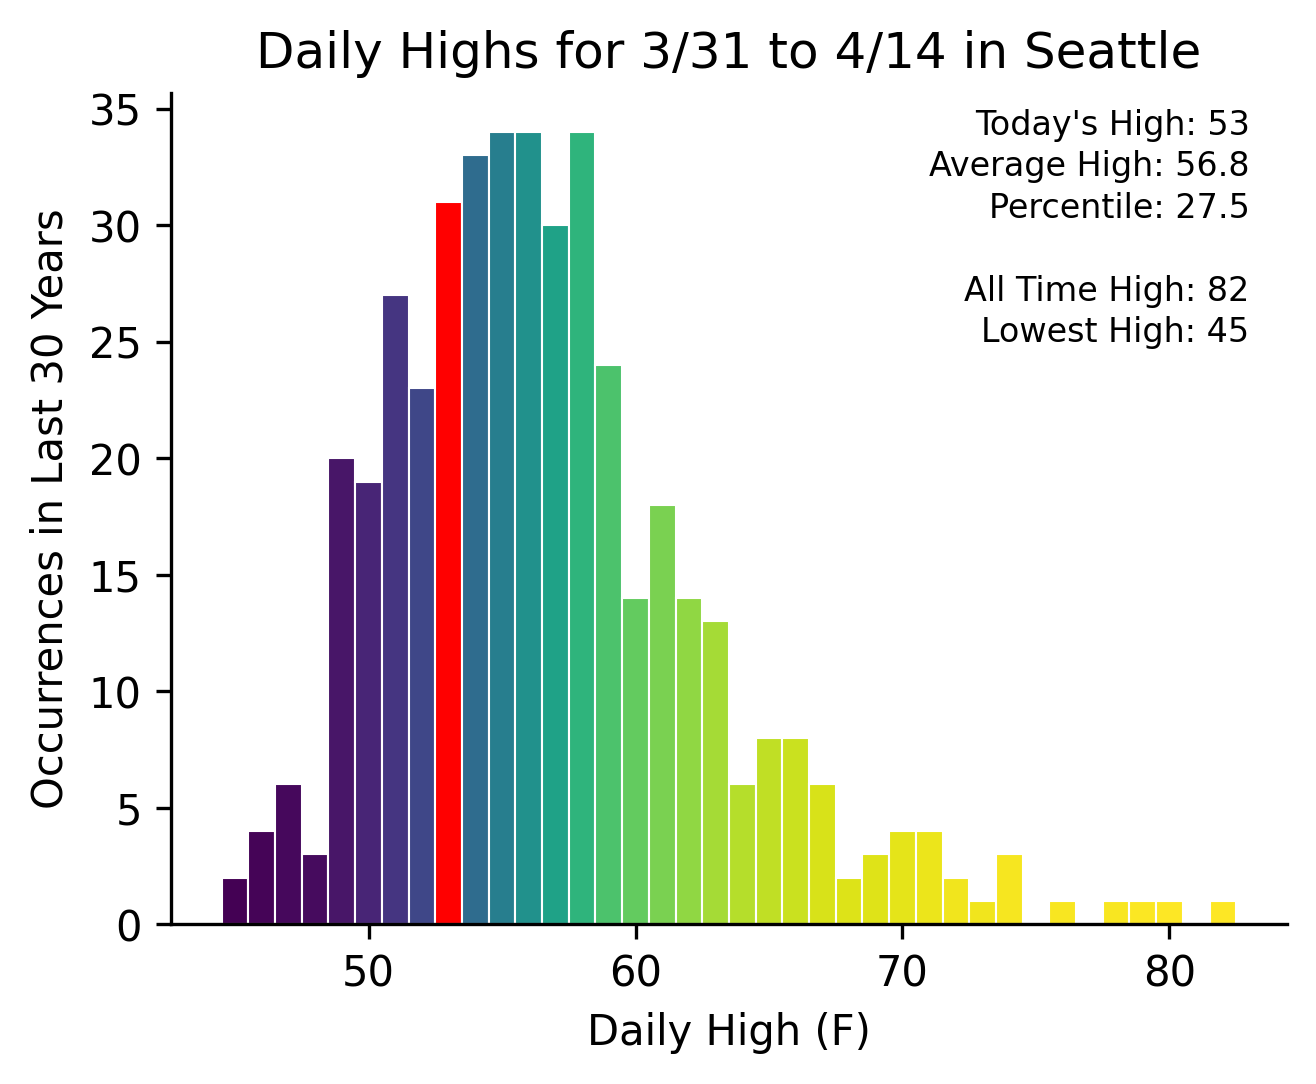 Daily Highs for 3/31 to 4/14 in Seattle
Today's High: 53
Average High: 56.8
Percentile: 27.5
All Time High: 82
Lowest High: 45
Occurrences in Last 30 Years
35
30
25
20
15
10
5
0
50
60
70
80
Daily High (F)